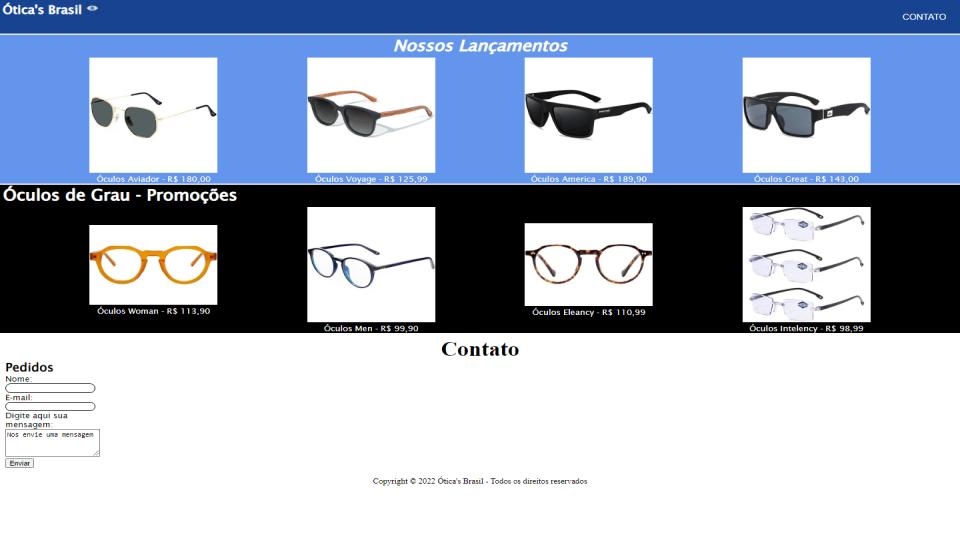 Ótica's Brasil
CONTATO
Nossos Lançamentos
Óculos Aviador - R$ 180,00
Óculos Voyage - R$ 125,99
Óculos America - R$ 189,90
Óculos Great - R$ 143,00
Óculos de Grau - Promoções
Óculos Woman - R$ 113,90
Óculos Men - R$ 99,90
Óculos Eleancy - R$ 110,99
Óculos Intelency - R$ 98,99
Contato
Pedidos
Nome:
E-mail:
Digite aqui sua
mensagem:
Nos envie uma mensagem
Enviar
Copyright © 2022 Ótica's Brasil - Todos os direitos reservados